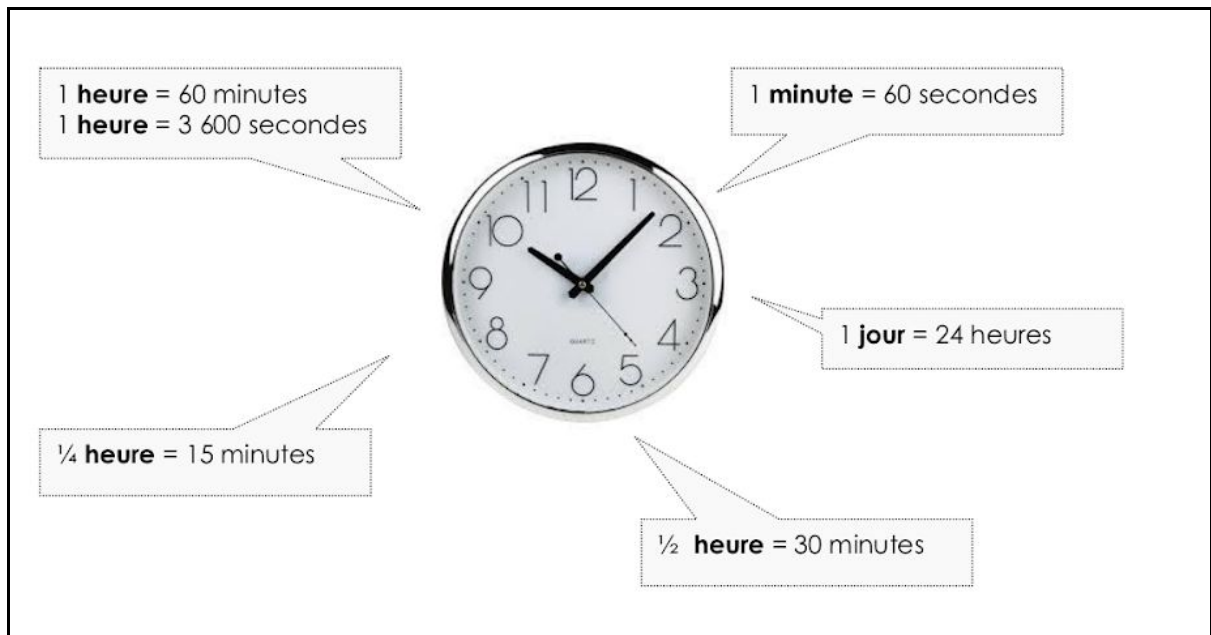 1 heure = 60 minutes
1 heure = 3 600 secondes
1 minute = 60 secondes
12
1
2
3
4
5
6
7
8
9
10
11
QUARTZ
1 jour = 24 heures
¼ heure = 15 minutes
½ heure = 30 minutes